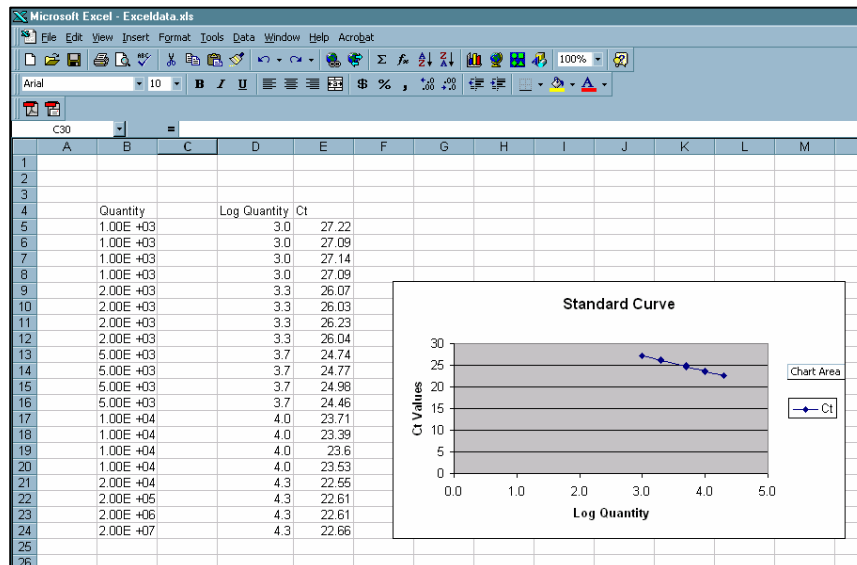 Microsoft Excel - Exceldata.xls
File Edit View Insert Format Tools Data Window Help Acrobat
100%
Arial 10 B I U $ % ,
C30 =
A B C D E F G H I J K L M
1
2
3
4 Quantity Log Quantity Ct
5 1.00E +03 3.0 27.22
6 1.00E +03 3.0 27.09
7 1.00E +03 3.0 27.14
8 1.00E +03 3.0 27.09
9 2.00E +03 3.3 26.07
10 2.00E +03 3.3 26.03
11 2.00E +03 3.3 26.23
12 2.00E +03 3.3 26.04
13 5.00E +03 3.7 24.74
14 5.00E +03 3.7 24.77
15 5.00E +03 3.7 24.98
16 5.00E +03 3.7 24.46
17 1.00E +04 4.0 23.71
18 1.00E +04 4.0 23.39
19 1.00E +04 4.0 23.6
20 1.00E +04 4.0 23.53
21 2.00E +04 4.3 22.55
22 2.00E +05 4.3 22.61
23 2.00E +06 4.3 22.61
24 2.00E +07 4.3 22.66
25
26
Standard Curve
Ct Values
30
25
20
15
10
5
0
0.0 1.0 2.0 3.0 4.0 5.0
Log Quantity
Chart Area
Ct